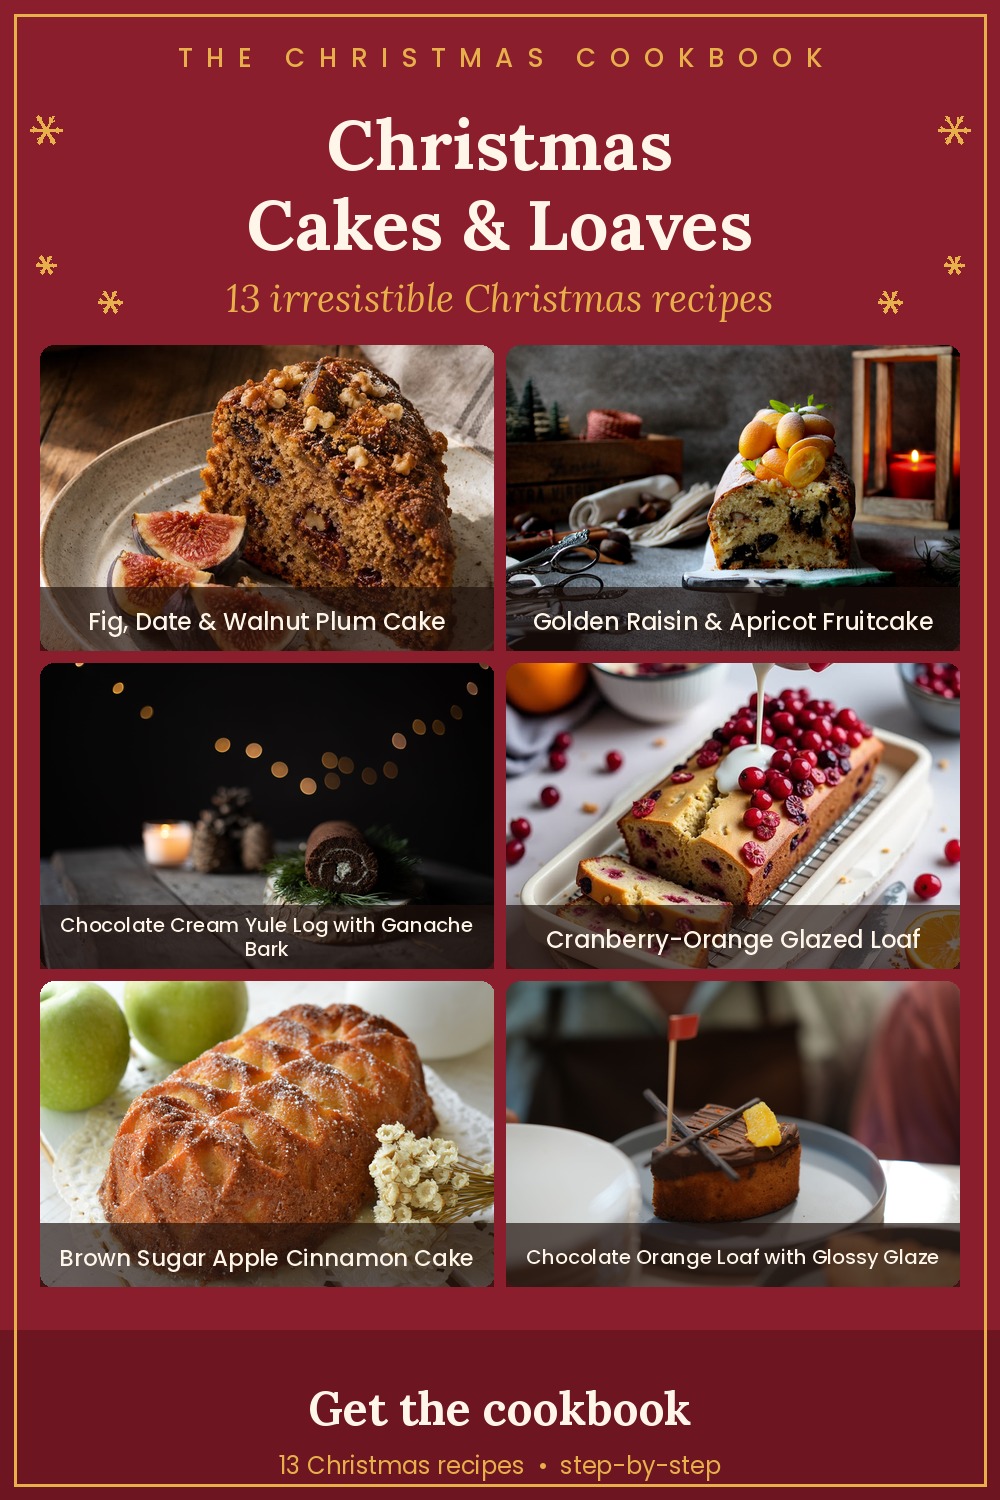 THE CHRISTMAS COOKBOOK
Christmas
Cakes & Loaves
13 irresistible Christmas recipes
Fig, Date & Walnut Plum Cake
Golden Raisin & Apricot Fruitcake
Chocolate Cream Yule Log with Ganache
Bark
Cranberry-Orange Glazed Loaf
Brown Sugar Apple Cinnamon Cake
Chocolate Orange Loaf with Glossy Glaze
Get the cookbook
13 Christmas recipes • step-by-step